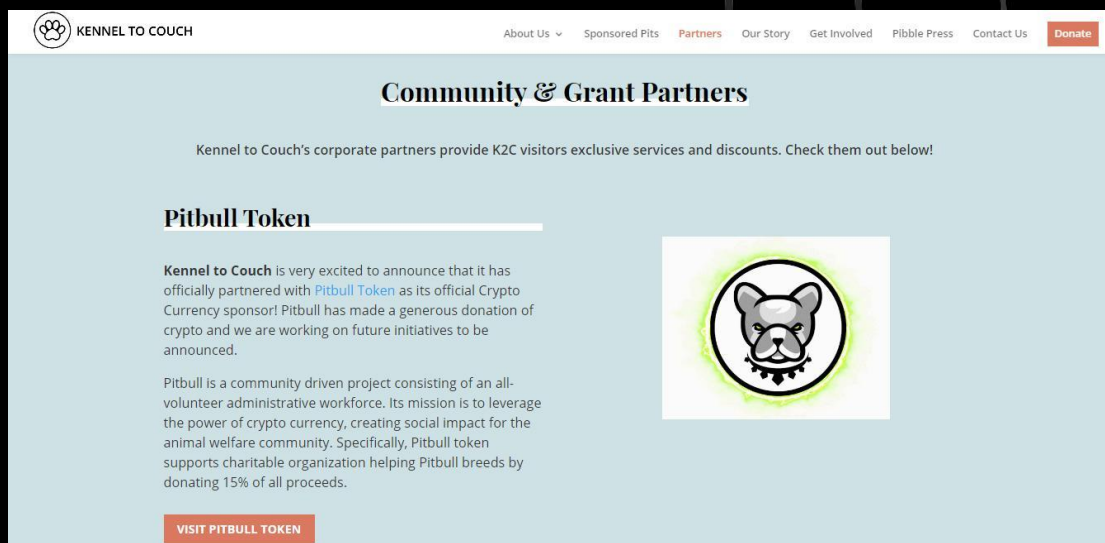 KENNEL TO COUCH
About Us
Sponsored Pits
Partners
Our Story
Get Involved
Pibble Press
Contact Us
Donate
Community & Grant Partners
Kennel to Couch's corporate partners provide K2C visitors exclusive services and discounts. Check them out below!
Pitbull Token
Kennel to Couch is very excited to announce that it has
officially partnered with Pitbull Token as its official Crypto
Currency sponsor! Pitbull has made a generous donation of
crypto and we are working on future initiatives to be
announced.
Pitbull is a community driven project consisting of an all-
volunteer administrative workforce. Its mission is to leverage
the power of crypto currency, creating social impact for the
animal welfare community. Specifically, Pitbull token
supports charitable organization helping Pitbull breeds by
donating 15% of all proceeds.
VISIT PITBULL TOKEN